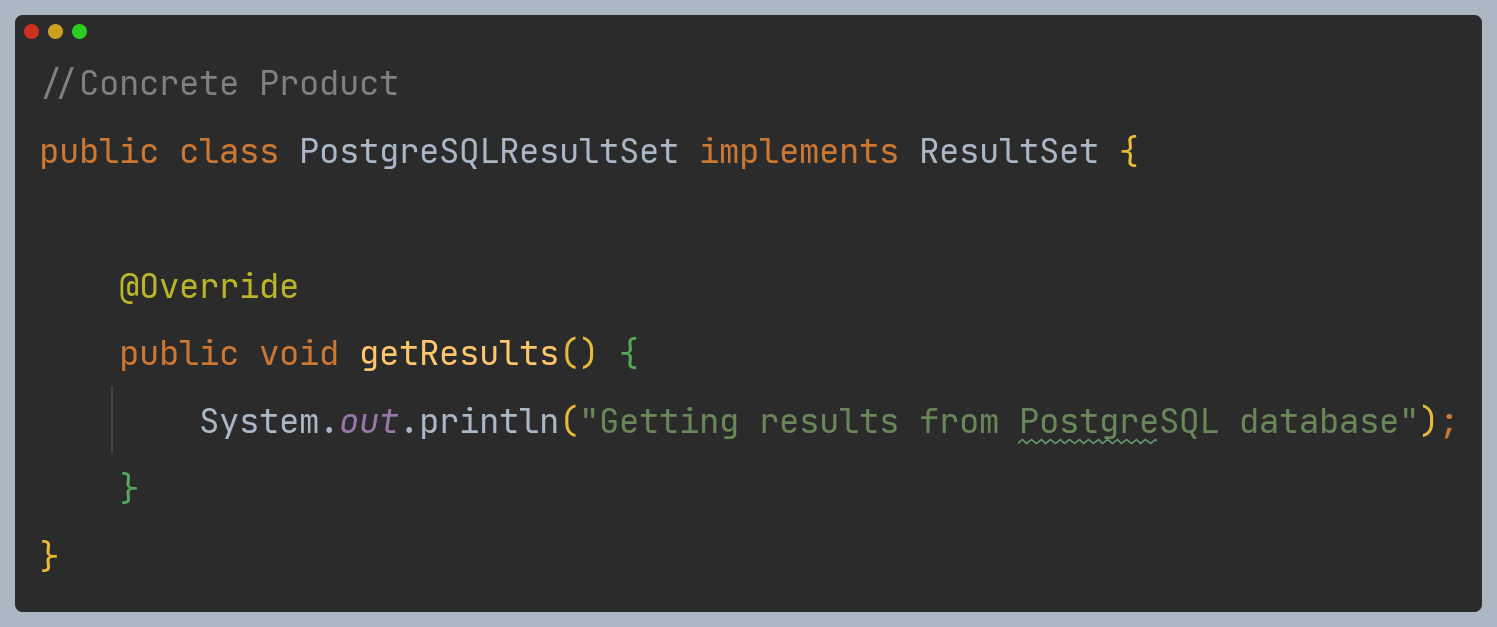 //Concrete Product
public class PostgreSQLResultSet implements ResultSet {
@Override
public void getResults() {
System.out.println("Getting results from PostgreSQL database");
}
}